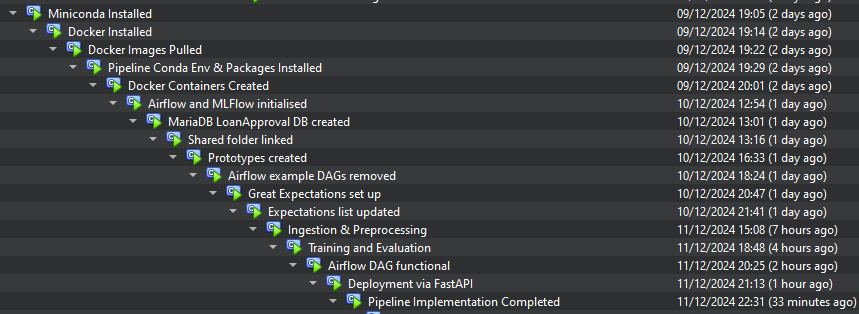 Miniconda Installed 09/12/2024 19:05 (2 days ago)
Docker Installed 09/12/2024 19:14 (2 days ago)
Docker Images Pulled 09/12/2024 19:22 (2 days ago)
Pipeline Conda Env & Packages Installed 09/12/2024 19:29 (2 days ago)
Docker Containers Created 09/12/2024 20:01 (2 days ago)
Airflow and MLFlow initialised 10/12/2024 12:54 (1 day ago)
MariaDB LoanApproval DB created 10/12/2024 13:01 (1 day ago)
Shared folder linked 10/12/2024 13:16 (1 day ago)
Prototypes created 10/12/2024 16:33 (1 day ago)
Airflow example DAGs removed 10/12/2024 18:24 (1 day ago)
Great Expectations set up 10/12/2024 20:47 (1 day ago)
Expectations list updated 10/12/2024 21:41 (1 day ago)
Ingestion & Preprocessing 11/12/2024 15:08 (7 hours ago)
Training and Evaluation 11/12/2024 18:48 (4 hours ago)
Airflow DAG functional 11/12/2024 20:25 (2 hours ago)
Deployment via FastAPI 11/12/2024 21:13 (1 hour ago)
Pipeline Implementation Completed 11/12/2024 22:31 (33 minutes ago)